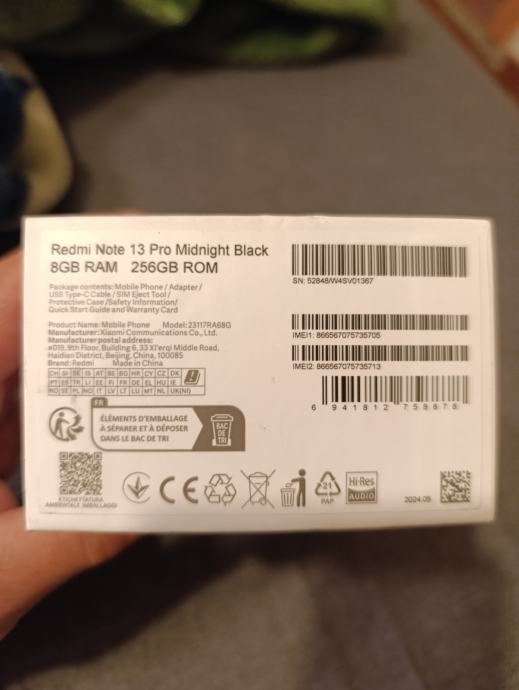 Redmi Note 13 Pro Midnight Black
8GB RAM 256GB ROM
Package contents: Mobile Phone / Adapter /
USB Type-C Cable / SIM Eject Tool /
Protective Case /Safety Information/
Quick Start Guide and Warranty Card
Product Name: Mobile Phone Model: 23117RA68G
Manufacturer: Xiaomi Communications Co., Ltd.
Manufacturer postal address:
#019, 9th Floor, Building 6, 33 Xi'erqi Middle Road,
Haidian District, Beijing, China, 100085
Brand: Redmi Made in China
CH SI SE IS AT BE BG HR CY CZ DK
PT ES TR LI EE FI FR DE EL HU IE
RO SK PL NO IT LV LT LU MT NL UK(NI)
SN: 52848/W4SV01367
IMEI1: 866567075735705
IMEI2: 866567075735713
6 941812 758878
FR
ÉLÉMENTS D'EMBALLAGE
À SÉPARER ET À DÉPOSER
DANS LE BAC DE TRI
BAC
DE
TRI
ETICHETTATURA
AMBIENTALE IMBALLAGGI
CE
21
PAP
Hi-Res
AUDIO
2024.05